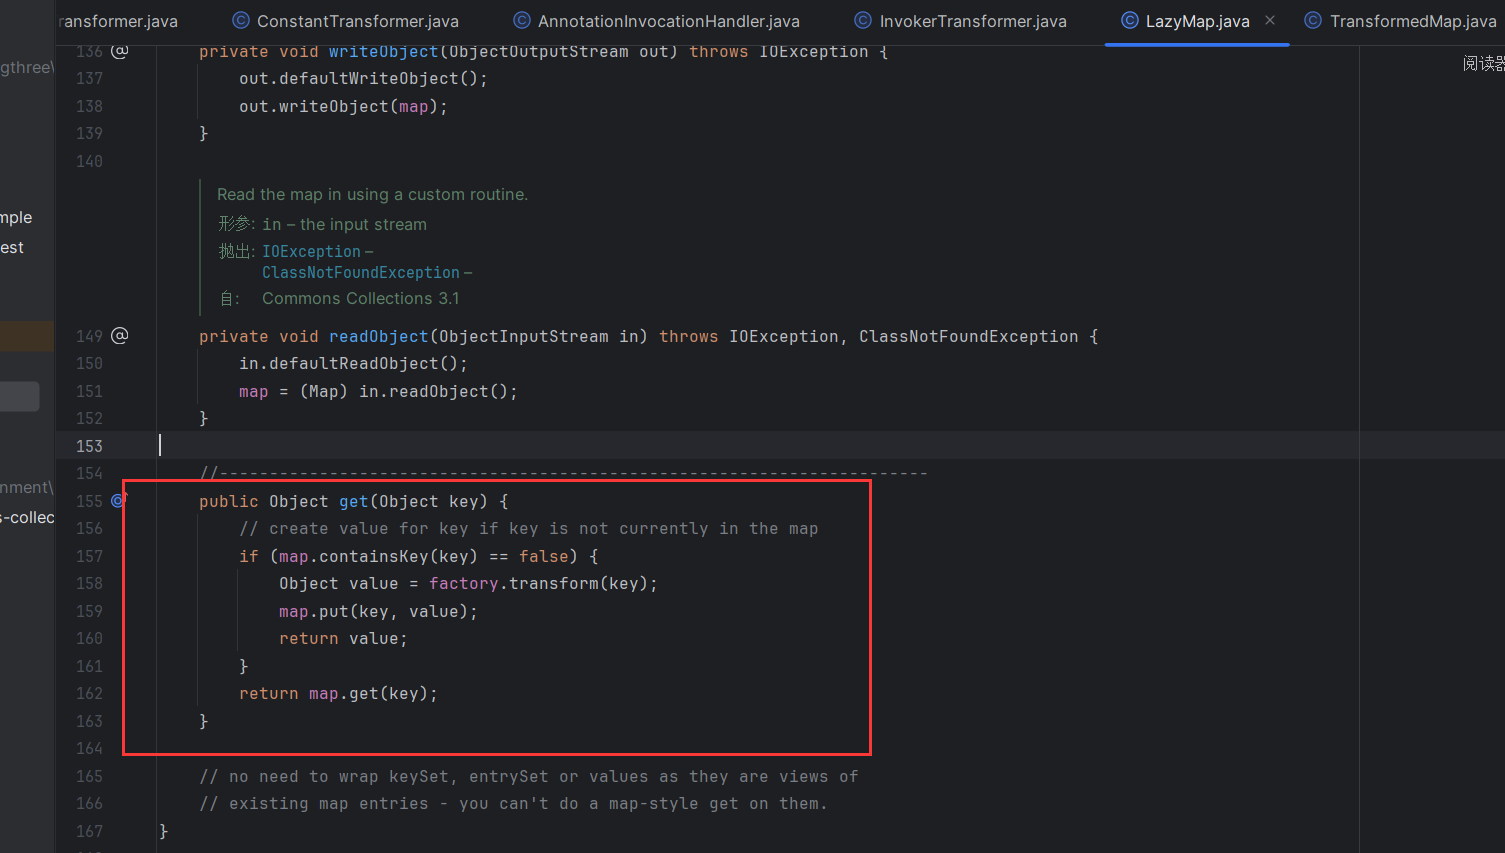 ransformer.java ConstantTransformer.java AnnotationInvocationHandler.java InvokerTransformer.java LazyMap.java × TransformedMap.java
136 @ private void writeObject(ObjectOutputStream out) throws IOException {
gthree\ 阅读器
137 out.defaultWriteObject();
138 out.writeObject(map);
139 }
140
Read the map in using a custom routine.
mple
形参: in – the input stream
est
抛出: IOException –
ClassNotFoundException –
自: Commons Collections 3.1
149 @ private void readObject(ObjectInputStream in) throws IOException, ClassNotFoundException {
150 in.defaultReadObject();
151 map = (Map) in.readObject();
152 }
153
154 //-----------------------------------------------------------------------
nment\
155 public Object get(Object key) {
s-collec
156 // create value for key if key is not currently in the map
157 if (map.containsKey(key) == false) {
158 Object value = factory.transform(key);
159 map.put(key, value);
160 return value;
161 }
162 return map.get(key);
163 }
164
165 // no need to wrap keySet, entrySet or values as they are views of
166 // existing map entries - you can't do a map-style get on them.
167 }